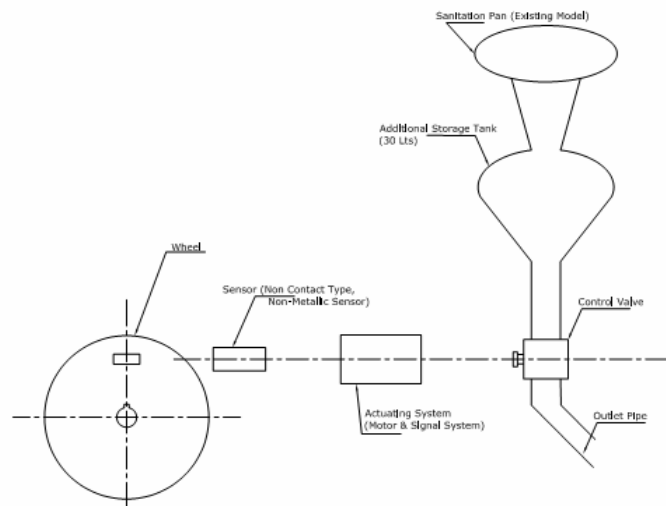 Sanitation Pan (Existing Model)
Additional Storage Tank
(30 Lts)
Wheel
Sensor (Non Contact Type,
Non-Metallic Sensor)
Control Valve
Actuating System
(Motor & Signal System)
Outlet Pipe